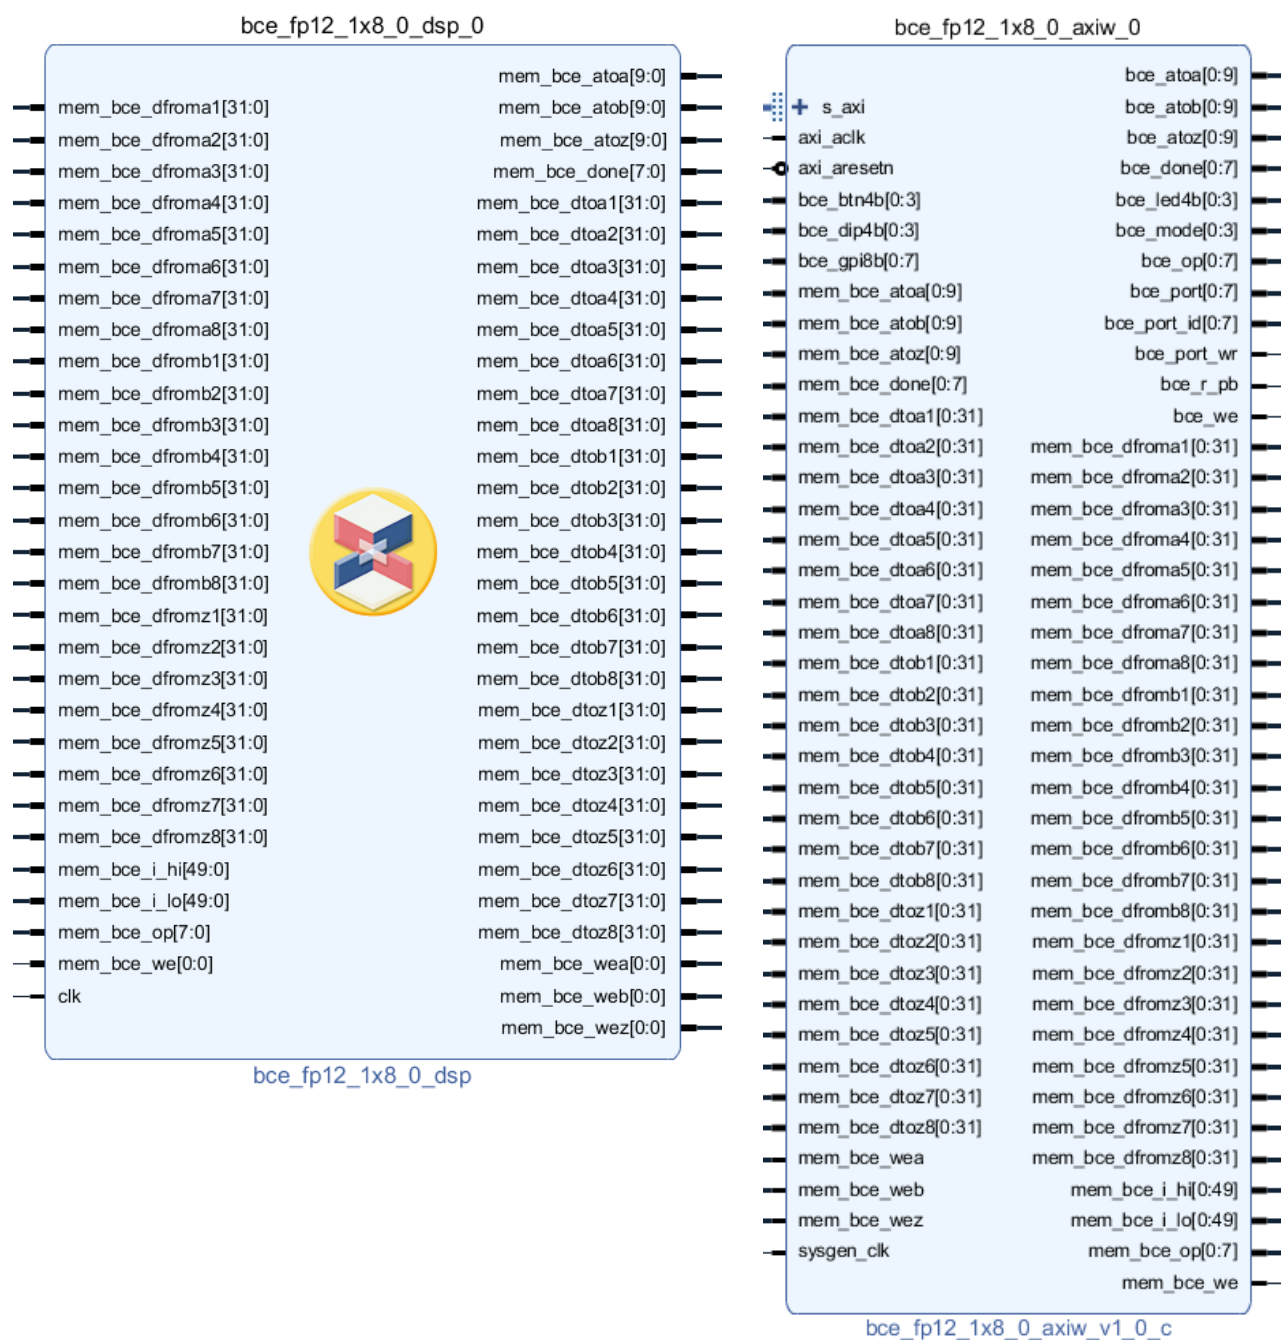 bce_fp12_1x8_0_dsp_0
mem_bce_dfroma1[31:0]
mem_bce_dfroma2[31:0]
mem_bce_dfroma3[31:0]
mem_bce_dfroma4[31:0]
mem_bce_dfroma5[31:0]
mem_bce_dfroma6[31:0]
mem_bce_dfroma7[31:0]
mem_bce_dfroma8[31:0]
mem_bce_dfromb1[31:0]
mem_bce_dfromb2[31:0]
mem_bce_dfromb3[31:0]
mem_bce_dfromb4[31:0]
mem_bce_dfromb5[31:0]
mem_bce_dfromb6[31:0]
mem_bce_dfromb7[31:0]
mem_bce_dfromb8[31:0]
mem_bce_dfromz1[31:0]
mem_bce_dfromz2[31:0]
mem_bce_dfromz3[31:0]
mem_bce_dfromz4[31:0]
mem_bce_dfromz5[31:0]
mem_bce_dfromz6[31:0]
mem_bce_dfromz7[31:0]
mem_bce_dfromz8[31:0]
mem_bce_i_hi[49:0]
mem_bce_i_lo[49:0]
mem_bce_op[7:0]
mem_bce_we[0:0]
clk
mem_bce_atoa[9:0]
mem_bce_atob[9:0]
mem_bce_atoz[9:0]
mem_bce_done[7:0]
mem_bce_dtoa1[31:0]
mem_bce_dtoa2[31:0]
mem_bce_dtoa3[31:0]
mem_bce_dtoa4[31:0]
mem_bce_dtoa5[31:0]
mem_bce_dtoa6[31:0]
mem_bce_dtoa7[31:0]
mem_bce_dtoa8[31:0]
mem_bce_dtob1[31:0]
mem_bce_dtob2[31:0]
mem_bce_dtob3[31:0]
mem_bce_dtob4[31:0]
mem_bce_dtob5[31:0]
mem_bce_dtob6[31:0]
mem_bce_dtob7[31:0]
mem_bce_dtob8[31:0]
mem_bce_dtoz1[31:0]
mem_bce_dtoz2[31:0]
mem_bce_dtoz3[31:0]
mem_bce_dtoz4[31:0]
mem_bce_dtoz5[31:0]
mem_bce_dtoz6[31:0]
mem_bce_dtoz7[31:0]
mem_bce_dtoz8[31:0]
mem_bce_wea[0:0]
mem_bce_web[0:0]
mem_bce_wez[0:0]
bce_fp12_1x8_0_dsp
bce_fp12_1x8_0_axiw_0
s_axi
axi_aclk
axi_aresetn
bce_btn4b[0:3]
bce_dip4b[0:3]
bce_gpi8b[0:7]
mem_bce_atoa[0:9]
mem_bce_atob[0:9]
mem_bce_atoz[0:9]
mem_bce_done[0:7]
mem_bce_dtoa1[0:31]
mem_bce_dtoa2[0:31]
mem_bce_dtoa3[0:31]
mem_bce_dtoa4[0:31]
mem_bce_dtoa5[0:31]
mem_bce_dtoa6[0:31]
mem_bce_dtoa7[0:31]
mem_bce_dtoa8[0:31]
mem_bce_dtob1[0:31]
mem_bce_dtob2[0:31]
mem_bce_dtob3[0:31]
mem_bce_dtob4[0:31]
mem_bce_dtob5[0:31]
mem_bce_dtob6[0:31]
mem_bce_dtob7[0:31]
mem_bce_dtob8[0:31]
mem_bce_dtoz1[0:31]
mem_bce_dtoz2[0:31]
mem_bce_dtoz3[0:31]
mem_bce_dtoz4[0:31]
mem_bce_dtoz5[0:31]
mem_bce_dtoz6[0:31]
mem_bce_dtoz7[0:31]
mem_bce_dtoz8[0:31]
mem_bce_wea
mem_bce_web
mem_bce_wez
sysgen_clk
bce_atoa[0:9]
bce_atob[0:9]
bce_atoz[0:9]
bce_done[0:7]
bce_led4b[0:3]
bce_mode[0:3]
bce_op[0:7]
bce_port[0:7]
bce_port_id[0:7]
bce_port_wr
bce_r_pb
bce_we
mem_bce_dfroma1[0:31]
mem_bce_dfroma2[0:31]
mem_bce_dfroma3[0:31]
mem_bce_dfroma4[0:31]
mem_bce_dfroma5[0:31]
mem_bce_dfroma6[0:31]
mem_bce_dfroma7[0:31]
mem_bce_dfroma8[0:31]
mem_bce_dfromb1[0:31]
mem_bce_dfromb2[0:31]
mem_bce_dfromb3[0:31]
mem_bce_dfromb4[0:31]
mem_bce_dfromb5[0:31]
mem_bce_dfromb6[0:31]
mem_bce_dfromb7[0:31]
mem_bce_dfromb8[0:31]
mem_bce_dfromz1[0:31]
mem_bce_dfromz2[0:31]
mem_bce_dfromz3[0:31]
mem_bce_dfromz4[0:31]
mem_bce_dfromz5[0:31]
mem_bce_dfromz6[0:31]
mem_bce_dfromz7[0:31]
mem_bce_dfromz8[0:31]
mem_bce_i_hi[0:49]
mem_bce_i_lo[0:49]
mem_bce_op[0:7]
mem_bce_we
bce_fp12_1x8_0_axiw_v1_0_c